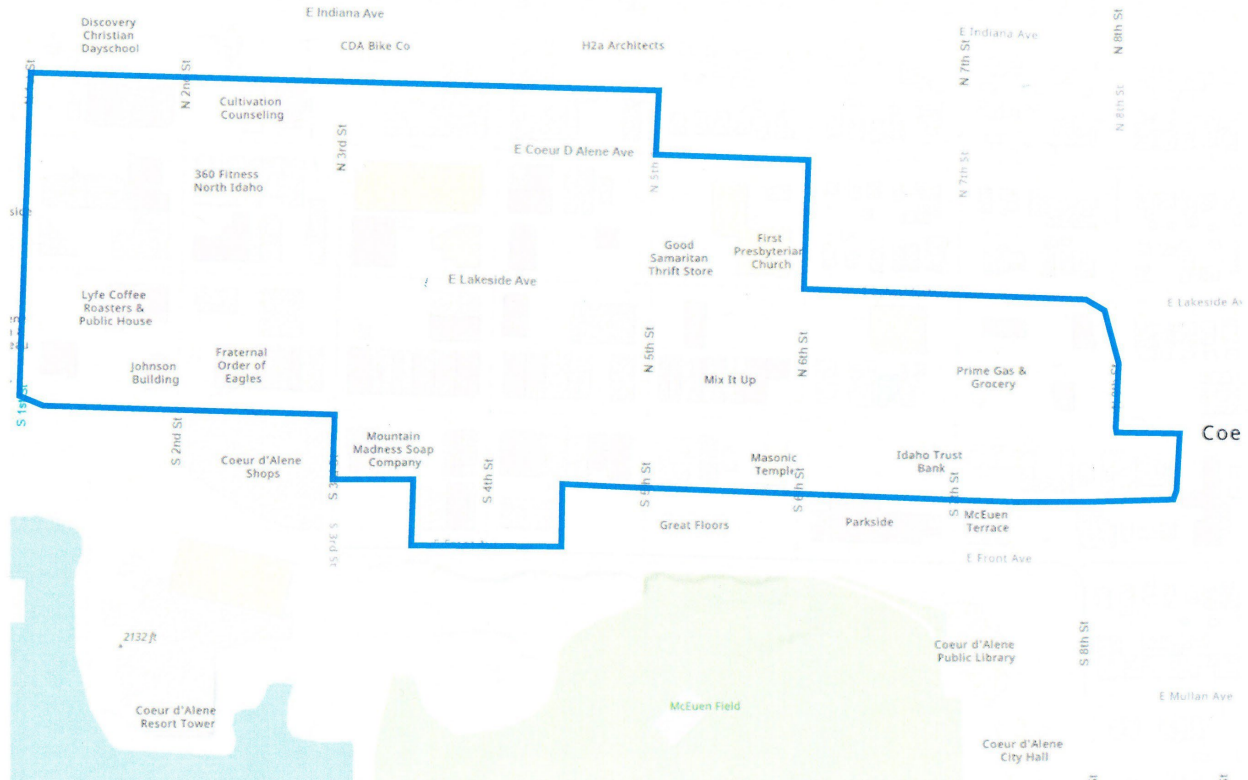 E Indiana Ave
Discovery
Christian
Dayschool
CDA Bike Co
H2a Architects
E Indiana Ave
N 7th St
N 8th St
N 2nd St
Cultivation
Counseling
N 8th St
N 3rd St
E Coeur D Alene Ave
N 5th
N 7th St
360 Fitness
North Idaho
Good
Samaritan
Thrift Store
First
Presbyterian
Church
E Lakeside Ave
E Lakeside Av
Lyfe Coffee
Roasters &
Public House
Johnson
Building
Fraternal
Order of
Eagles
N 5th St
Mix It Up
N 6th St
Prime Gas &
Grocery
S 1st St
S 2nd St
Coeur d'Alene
Shops
Mountain
Madness Soap
Company
S 4th St
S 5th St
Masonic
Temple
S 6th St
Idaho Trust
Bank
S 7th St
Coe
Great Floors
Parkside
McEuen
Terrace
E Front Ave
2132 ft
Coeur d'Alene
Resort Tower
McEuen Field
Coeur d'Alene
Public Library
S 8th St
E Mullan Ave
Coeur d'Alene
City Hall